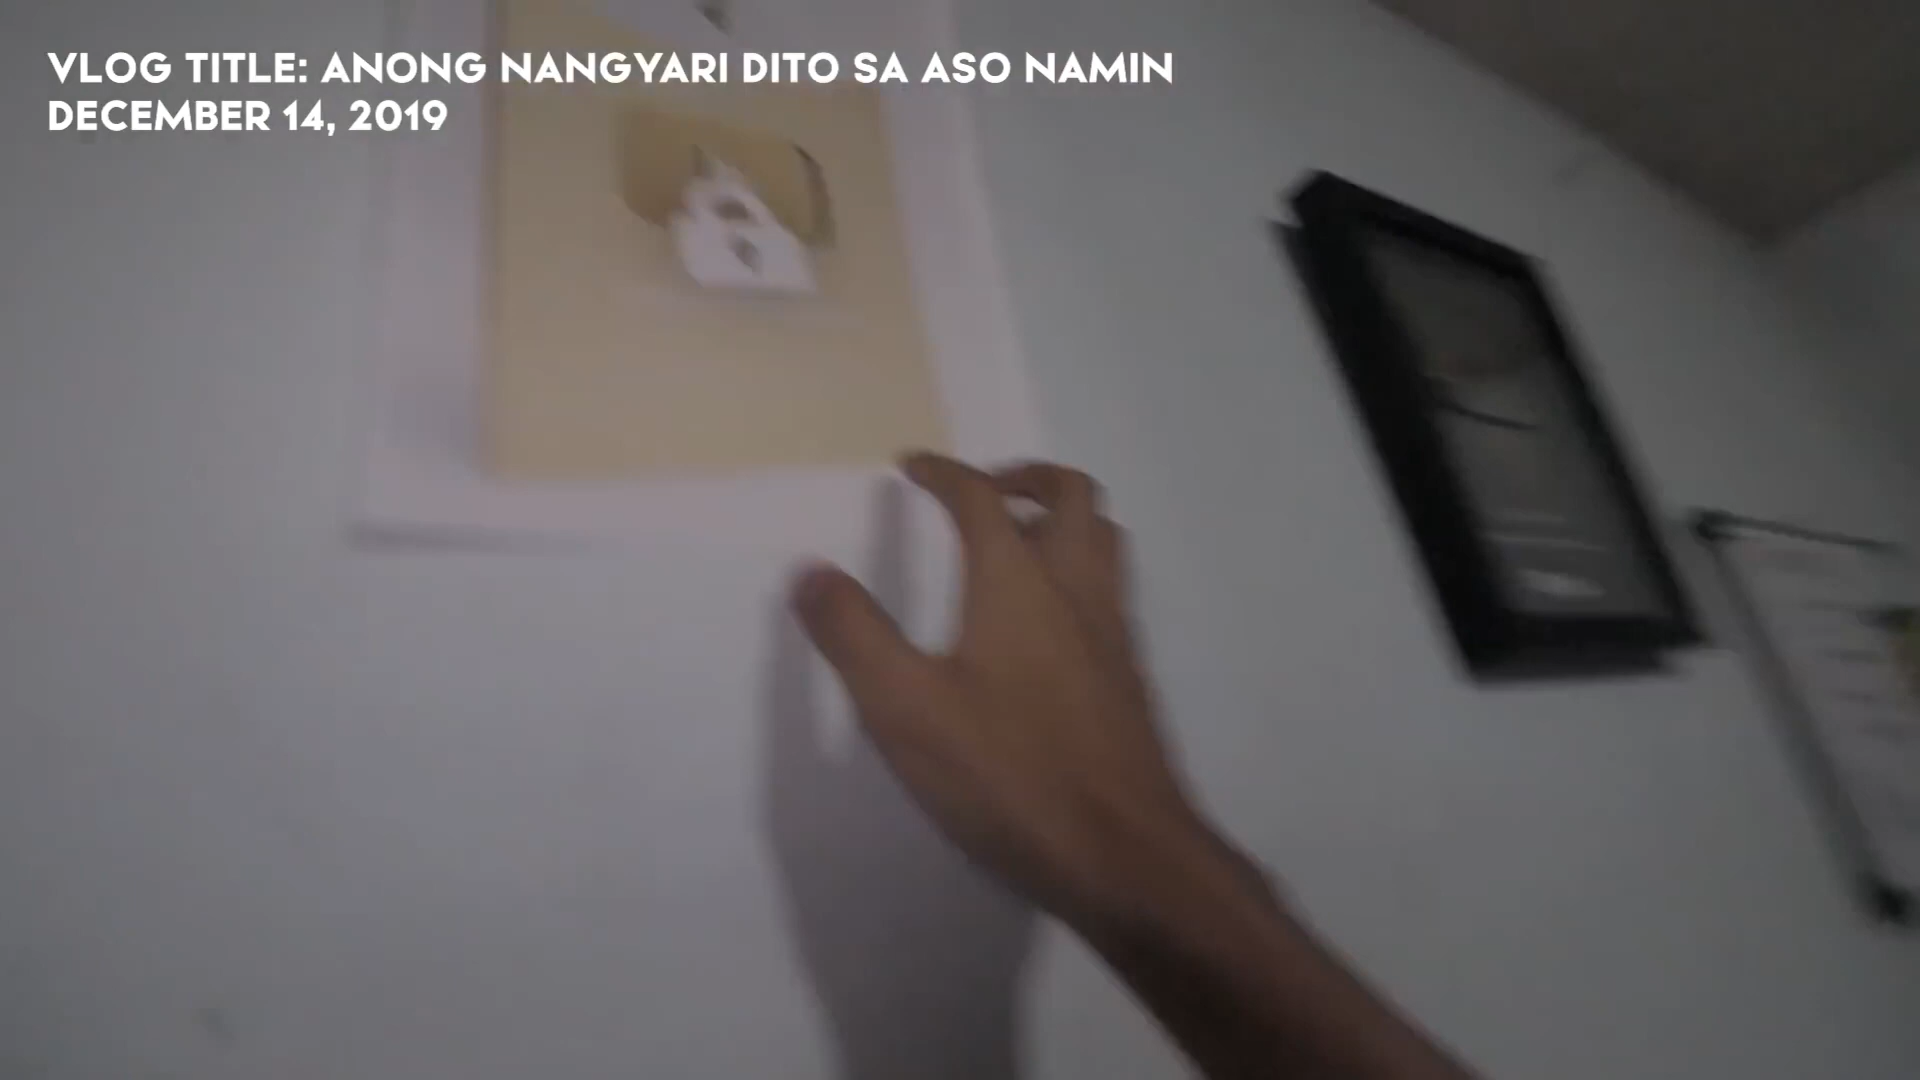 VLOG TITLE: ANONG NANGYARI DITO SA ASO NAMIN
DECEMBER 14, 2019